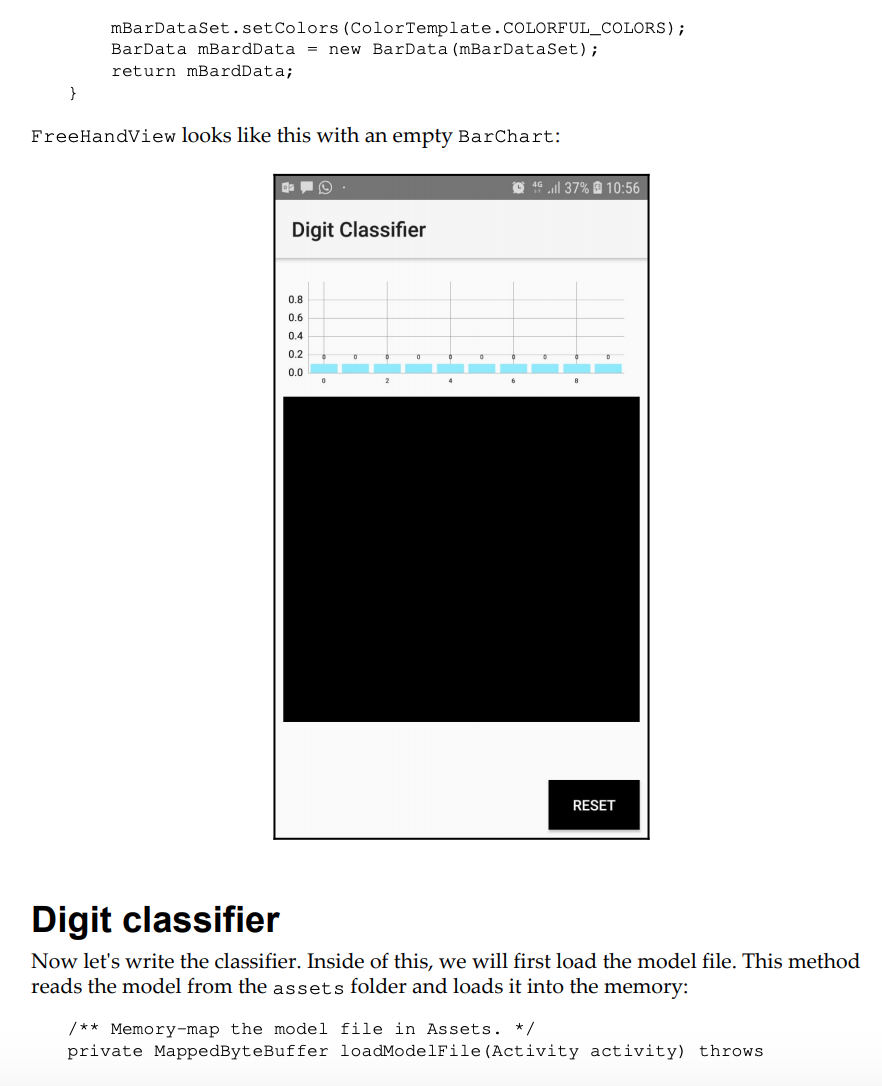 mBarDataSet.setColors(ColorTemplate.COLORFUL_COLORS);
BarData mBardData = new BarData(mBarDataSet);
return mBardData;
}
FreeHandView looks like this with an empty BarChart:
4G 37% 10:56
Digit Classifier
0.8
0.6
0.4
0.2
0.0
0 0 0 0 0 0 0 0 0 0
0 2 4 6 8
RESET
Digit classifier
Now let's write the classifier. Inside of this, we will first load the model file. This method
reads the model from the assets folder and loads it into the memory:
/** Memory-map the model file in Assets. */
private MappedByteBuffer loadModelFile(Activity activity) throws